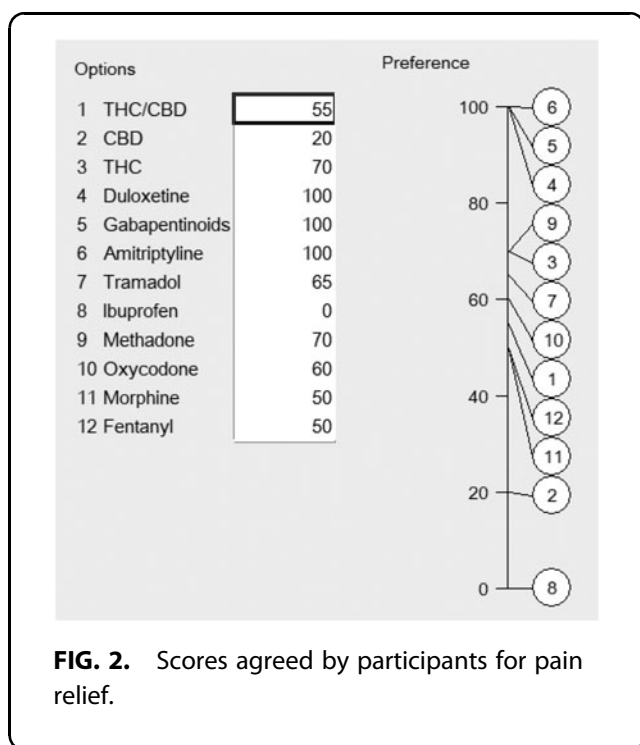 Options
1 THC/CBD 55
2 CBD 20
3 THC 70
4 Duloxetine 100
5 Gabapentinoids 100
6 Amitriptyline 100
7 Tramadol 65
8 Ibuprofen 0
9 Methadone 70
10 Oxycodone 60
11 Morphine 50
12 Fentanyl 50
Preference
100
80
60
40
20
0
6
5
4
9
3
7
10
1
12
11
2
8
FIG. 2. Scores agreed by participants for pain
relief.